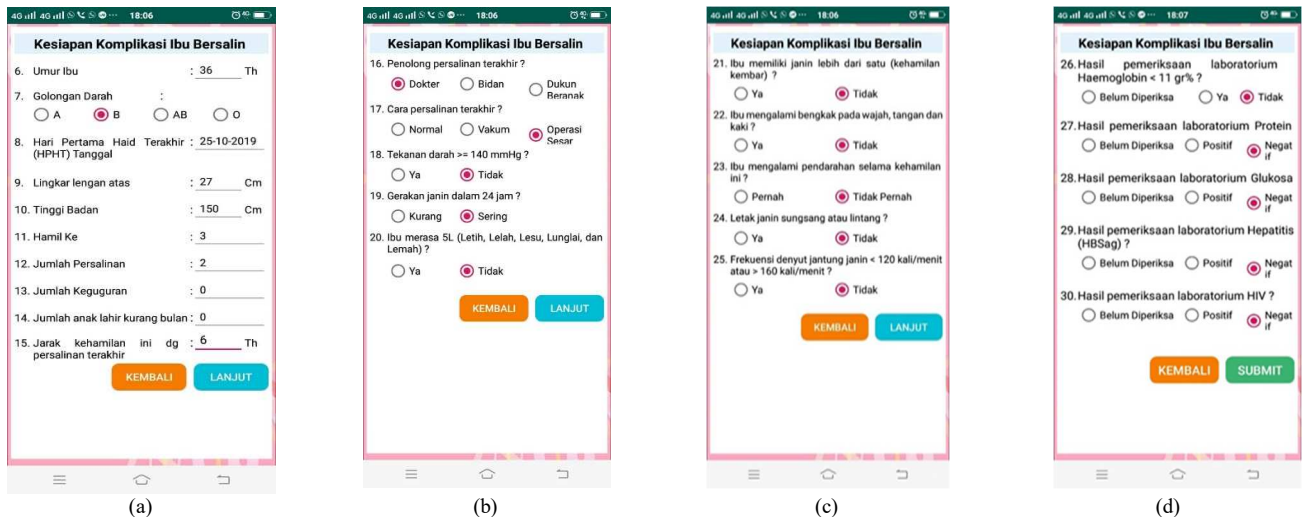 4G 4G 18:06
Kesiapan Komplikasi Ibu Bersalin
6. Umur Ibu : 36 Th
7. Golongan Darah :
A B AB O
8. Hari Pertama Haid Terakhir : 25-10-2019
(HPHT) Tanggal
9. Lingkar lengan atas : 27 Cm
10. Tinggi Badan : 150 Cm
11. Hamil Ke : 3
12. Jumlah Persalinan : 2
13. Jumlah Keguguran : 0
14. Jumlah anak lahir kurang bulan : 0
15. Jarak kehamilan ini dg : 6 Th
persalinan terakhir
KEMBALI LANJUT
(a)
4G 4G 18:06
Kesiapan Komplikasi Ibu Bersalin
16. Penolong persalinan terakhir ?
Dokter Bidan Dukun
Beranak
17. Cara persalinan terakhir ?
Normal Vakum Operasi
Sesar
18. Tekanan darah >= 140 mmHg ?
Ya Tidak
19. Gerakan janin dalam 24 jam ?
Kurang Sering
20. Ibu merasa 5L (Letih, Lelah, Lesu, Lunglai, dan
Lemah) ?
Ya Tidak
KEMBALI LANJUT
(b)
4G 4G 18:06
Kesiapan Komplikasi Ibu Bersalin
21. Ibu memiliki janin lebih dari satu (kehamilan
kembar) ?
Ya Tidak
22. Ibu mengalami bengkak pada wajah, tangan dan
kaki ?
Ya Tidak
23. Ibu mengalami pendarahan selama kehamilan
ini ?
Pernah Tidak Pernah
24. Letak janin sungsang atau lintang ?
Ya Tidak
25. Frekuensi denyut jantung janin < 120 kali/menit
atau > 160 kali/menit ?
Ya Tidak
KEMBALI LANJUT
(c)
4G 4G 18:07
Kesiapan Komplikasi Ibu Bersalin
26. Hasil pemeriksaan laboratorium
Haemoglobin < 11 gr% ?
Belum Diperiksa Ya Tidak
27. Hasil pemeriksaan laboratorium Protein
Belum Diperiksa Positif Negat
if
28. Hasil pemeriksaan laboratorium Glukosa
Belum Diperiksa Positif Negat
if
29. Hasil pemeriksaan laboratorium Hepatitis
(HBSag) ?
Belum Diperiksa Positif Negat
if
30. Hasil pemeriksaan laboratorium HIV ?
Belum Diperiksa Positif Negat
if
KEMBALI SUBMIT
(d)